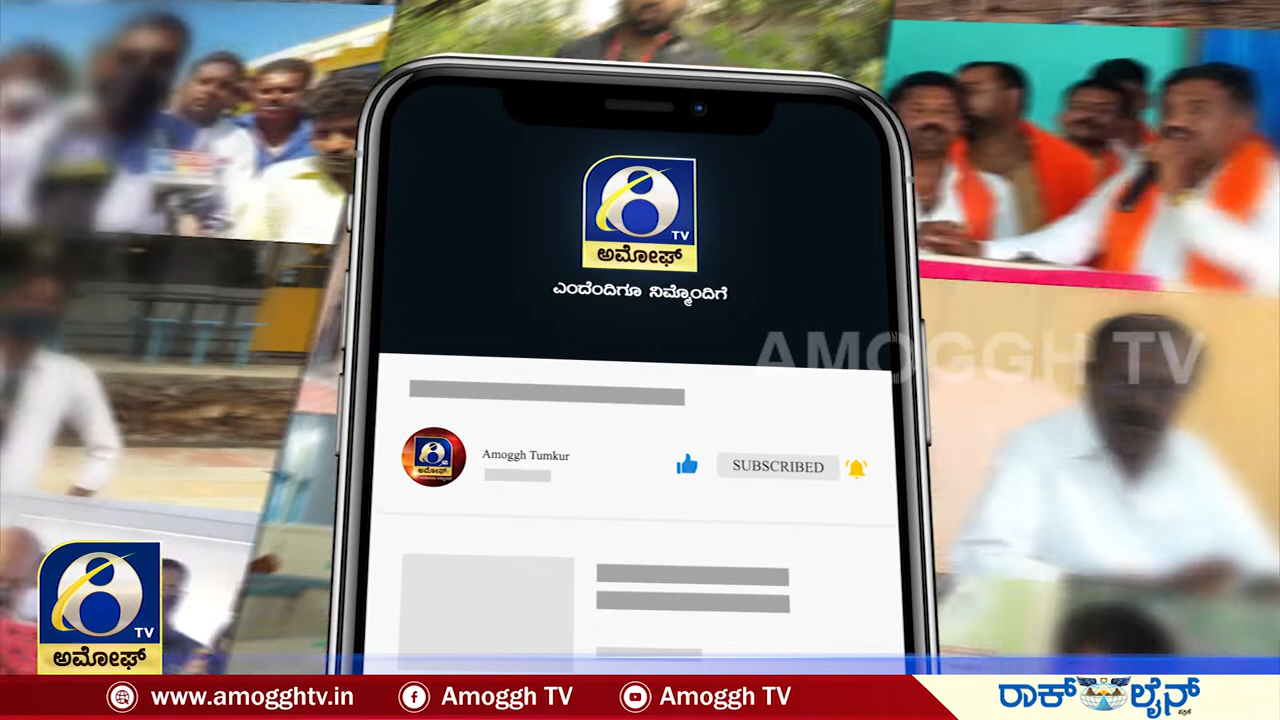 TV
ಅಮೋಘ್
ಎಂದೆಂದಿಗೂ ನಿಮ್ಮೊಂದಿಗೆ
AMOGGH TV
Amoggh Tumkur
SUBSCRIBED
TV
ಅಮೋಘ್
www.amogghtv.in
Amoggh TV
Amoggh TV
ರಾಕ್ ಲೈನ್